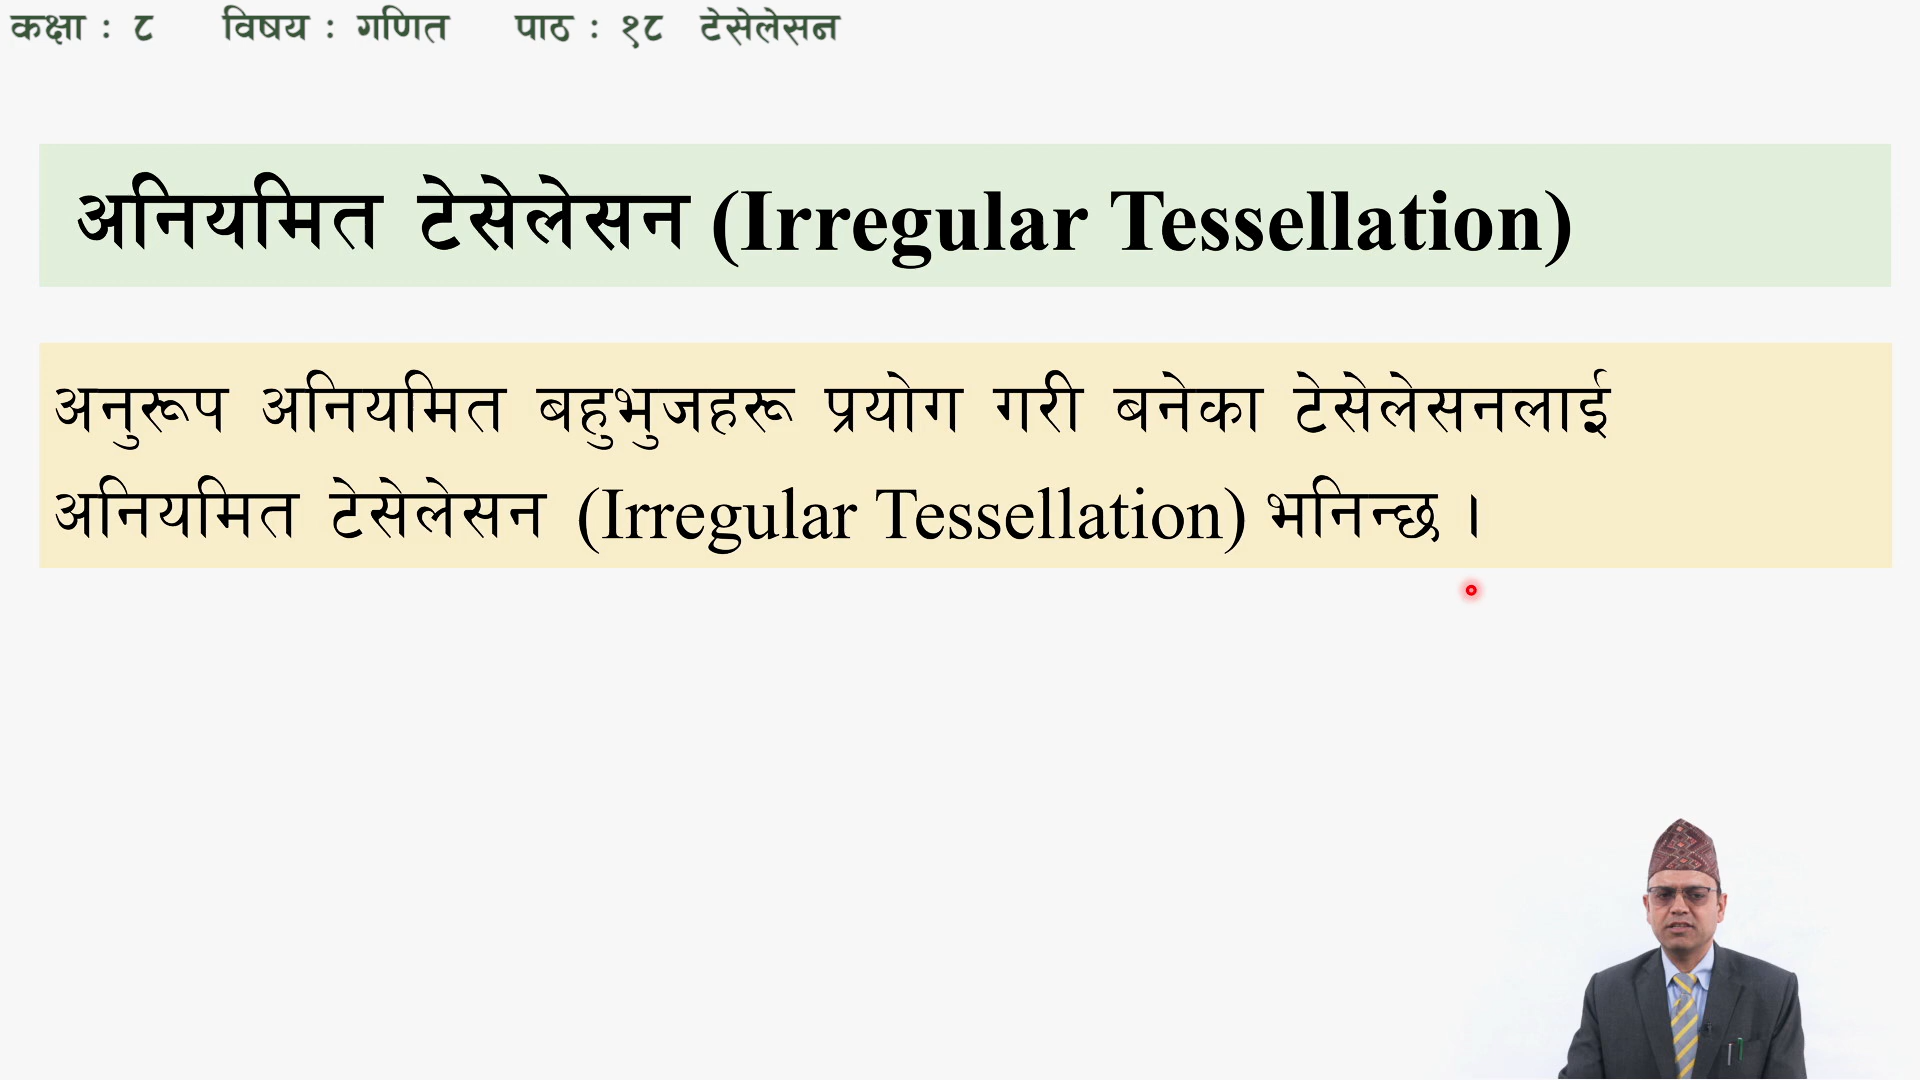 कक्षा : ८ विषय : गणित पाठ : १८ टेसेलेसन
अनियमित टेसेलेसन (Irregular Tessellation)
अनुरूप अनियमित बहुभुजहरू प्रयोग गरी बनेका टेसेलेसनलाई
अनियमित टेसेलेसन (Irregular Tessellation) भनिन्छ ।